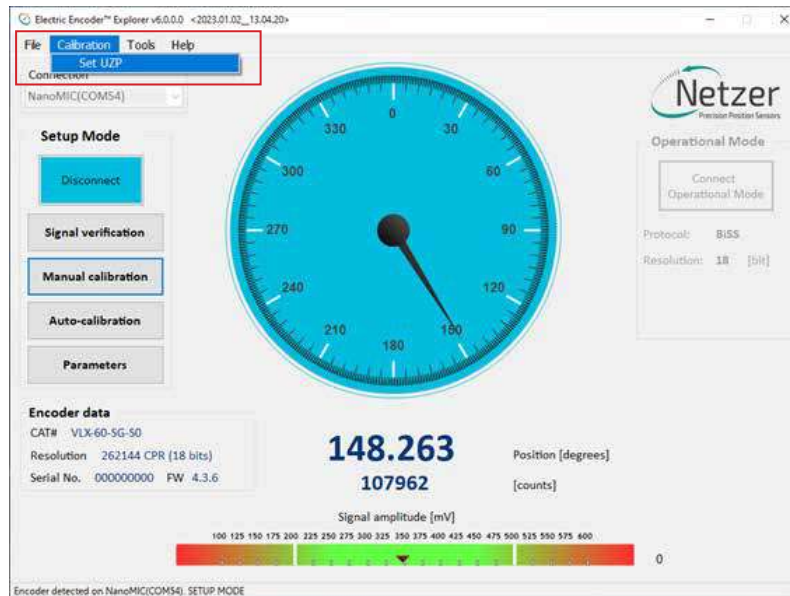 Electric Encoder™ Explorer v6.0.0.0 <2023.01.02__13.04.20>
File Calibration Tools Help
Set UZP
Connection
NanoMIC(COM54)
Setup Mode
Disconnect
Signal verification
Manual calibration
Auto-calibration
Parameters
0
30
60
90
120
150
180
210
240
270
300
330
Netzer
Precision Position Sensors
Operational Mode
Connect
Operational Mode
Protocol: BiSS
Resolution: 18 [bit]
Encoder data
CAT# VLX-60-SG-S0
Resolution 262144 CPR (18 bits)
Serial No. 000000000 FW 4.3.6
148.263 Position [degrees]
107962 [counts]
Signal amplitude [mV]
100 125 150 175 200 225 250 275 300 325 350 375 400 425 450 475 500 525 550 575 600
0
Encoder detected on NanoMIC(COM54). SETUP MODE